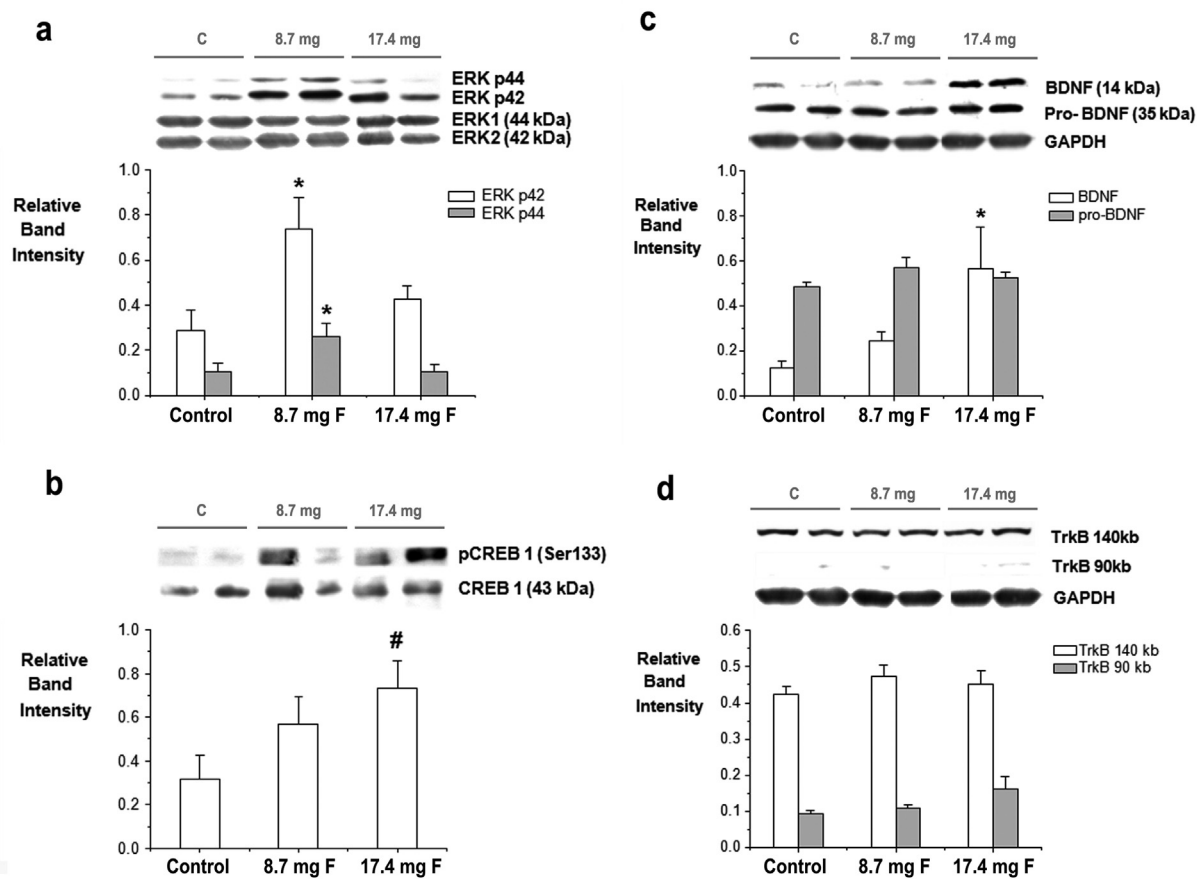 a
C 8.7 mg 17.4 mg
ERK p44
ERK p42
ERK1 (44 kDa)
ERK2 (42 kDa)
Relative
Band
Intensity
1.0
0.8
0.6
0.4
0.2
0.0
*
*
ERK p42
ERK p44
Control 8.7 mg F 17.4 mg F
c
C 8.7 mg 17.4 mg
BDNF (14 kDa)
Pro- BDNF (35 kDa)
GAPDH
Relative
Band
Intensity
1.0
0.8
0.6
0.4
0.2
0.0
*
BDNF
pro-BDNF
Control 8.7 mg F 17.4 mg F
b
C 8.7 mg 17.4 mg
pCREB 1 (Ser133)
CREB 1 (43 kDa)
Relative
Band
Intensity
1.0
0.8
0.6
0.4
0.2
0.0
#
Control 8.7 mg F 17.4 mg F
d
C 8.7 mg 17.4 mg
TrkB 140kb
TrkB 90kb
GAPDH
Relative
Band
Intensity
0.6
0.5
0.4
0.3
0.2
0.1
0.0
TrkB 140 kb
TrkB 90 kb
Control 8.7 mg F 17.4 mg F